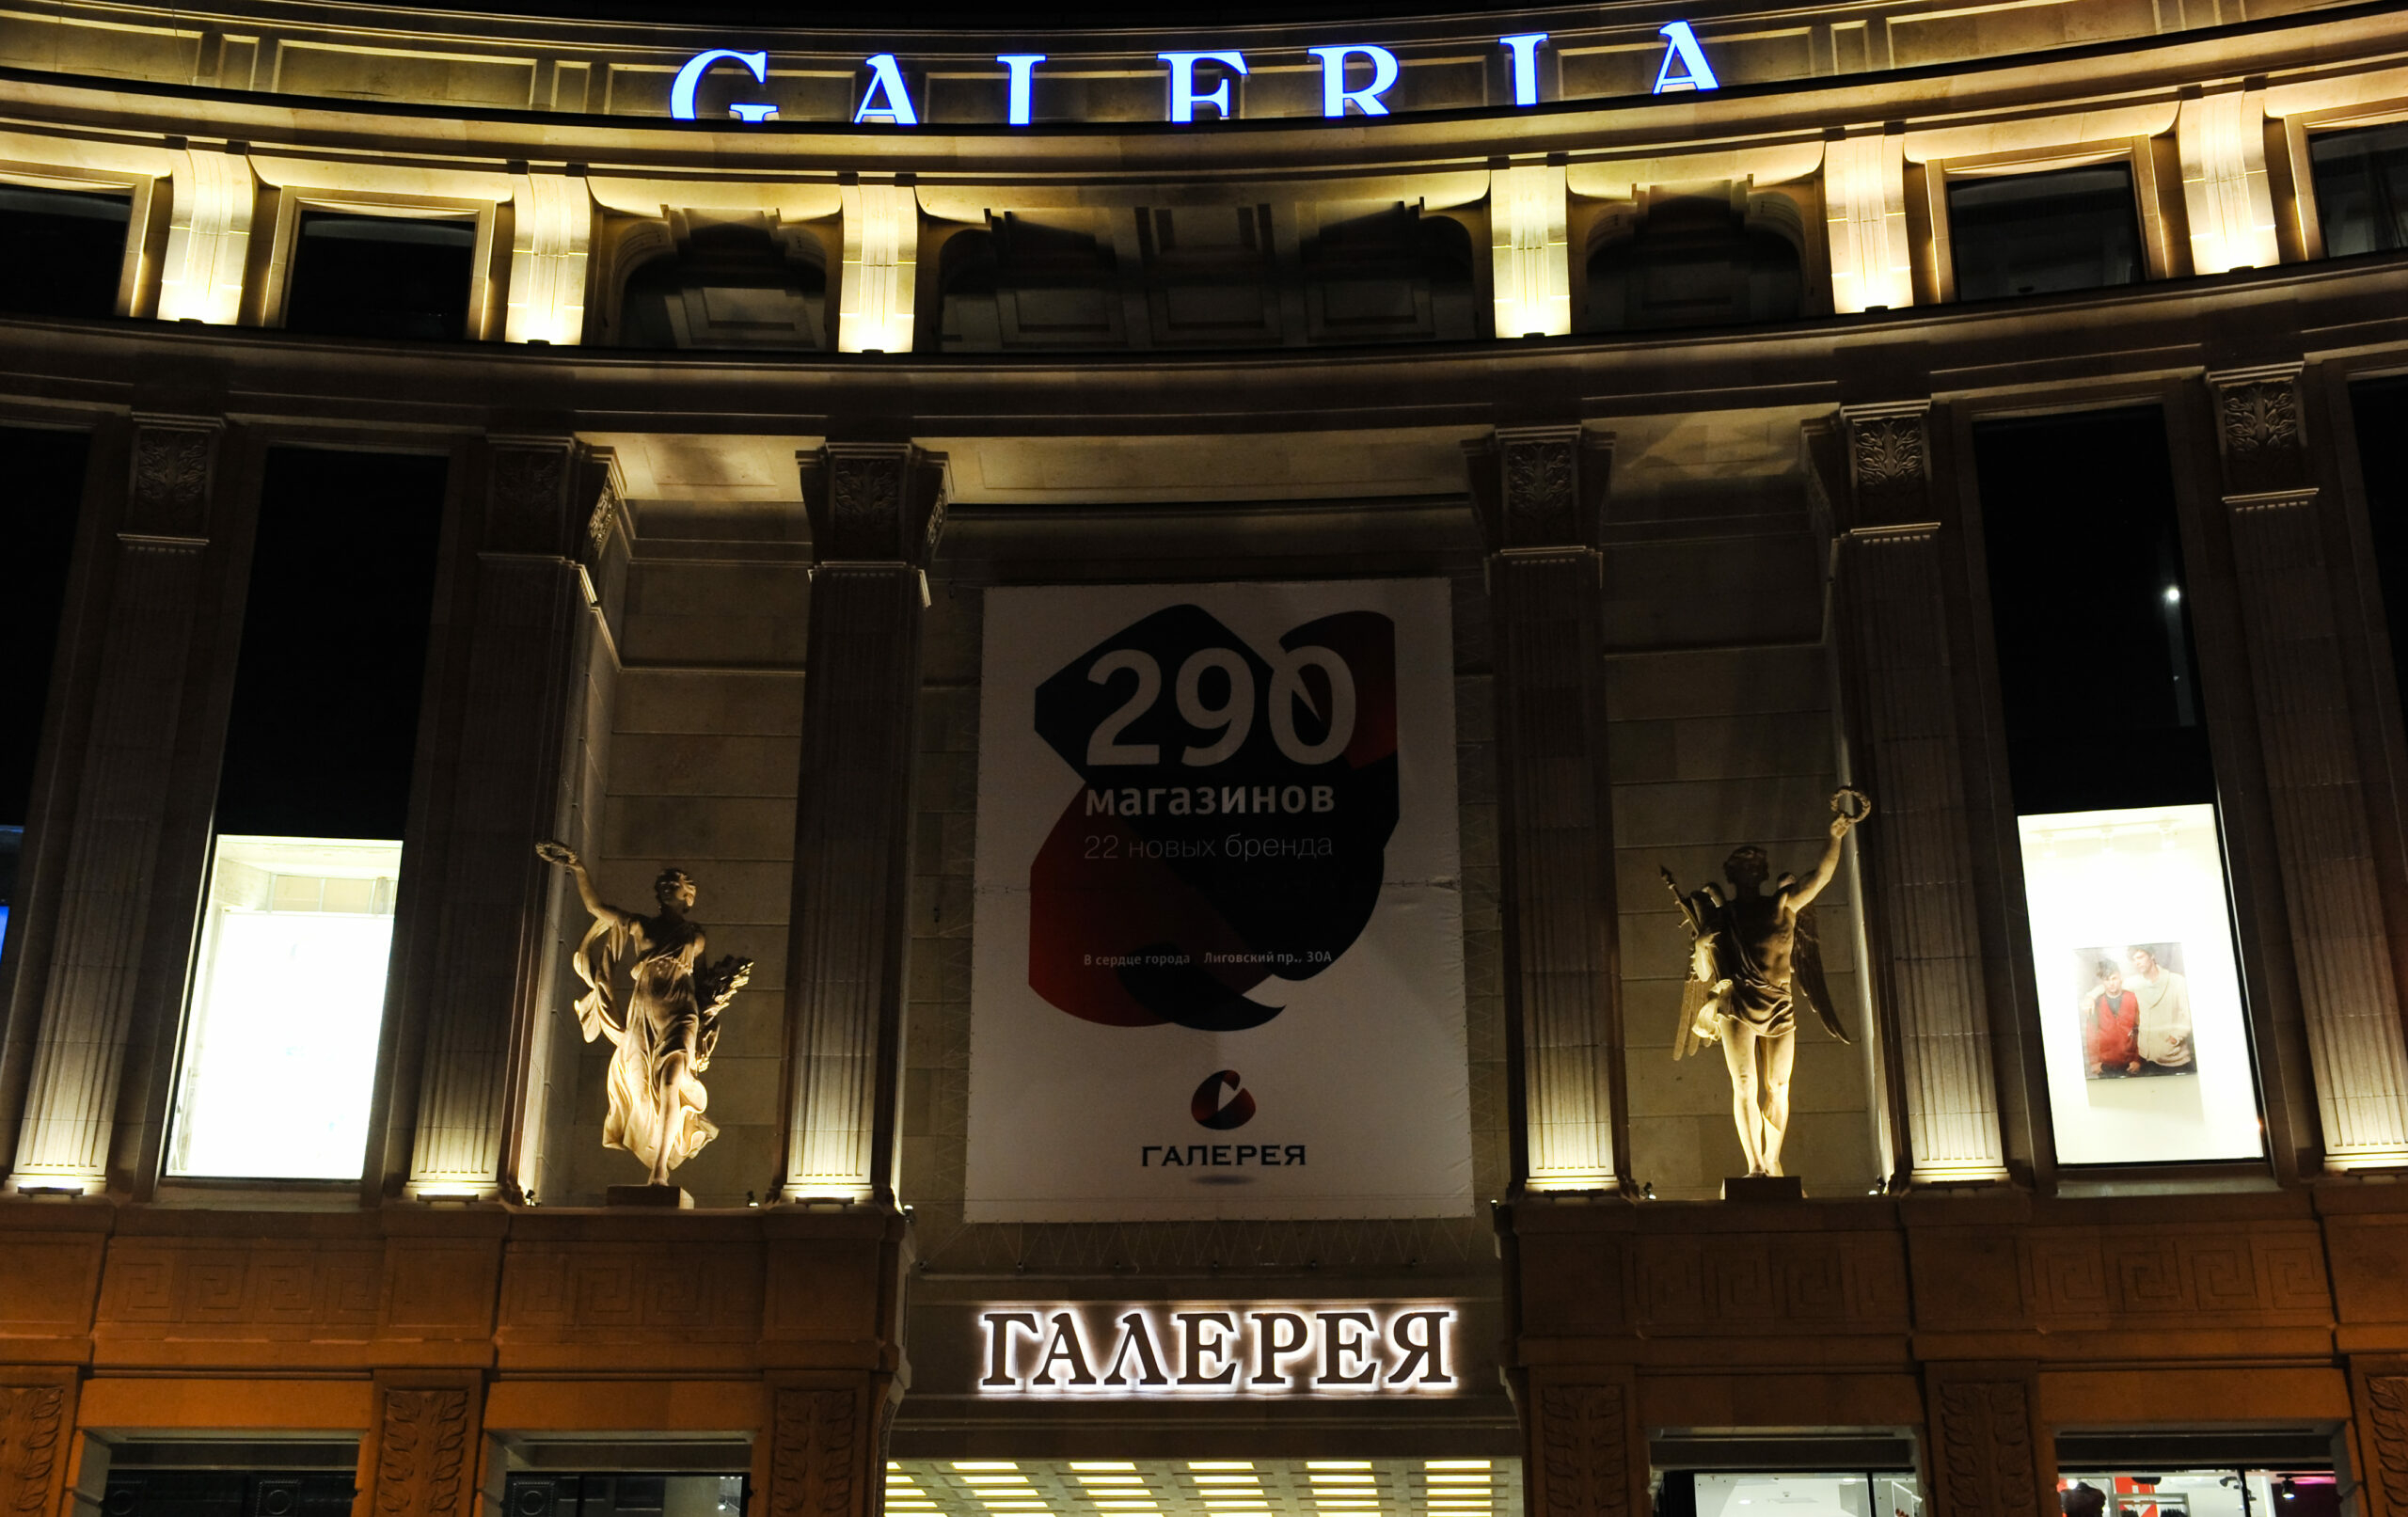 GALERIA
290
магазинов
22 новых бренда
В сердце города Лиговский пр., 30А
ГАЛЕРЕЯ
ГАЛЕРЕЯ